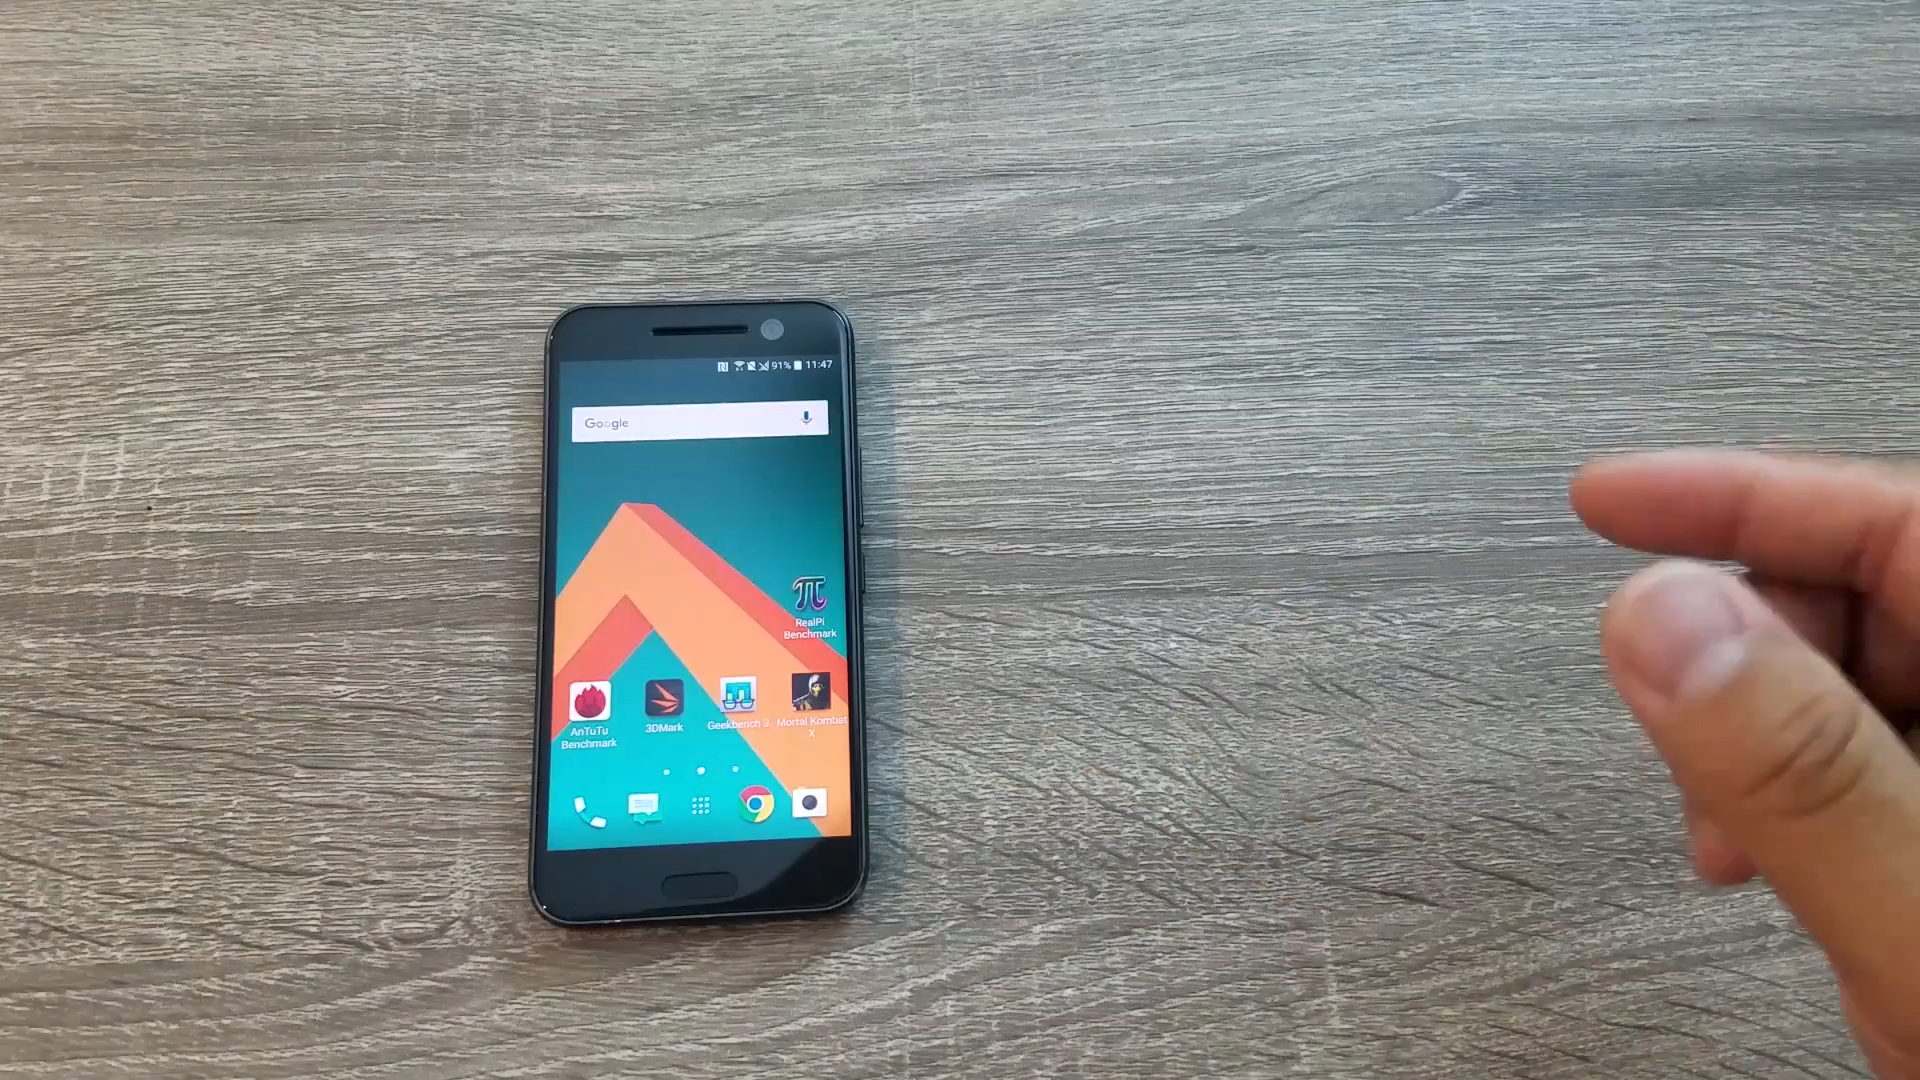 91% 11:47
Google
RealPi
Benchmark
AnTuTu
Benchmark
3DMark
Geekbench 3
Mortal Kombat
X